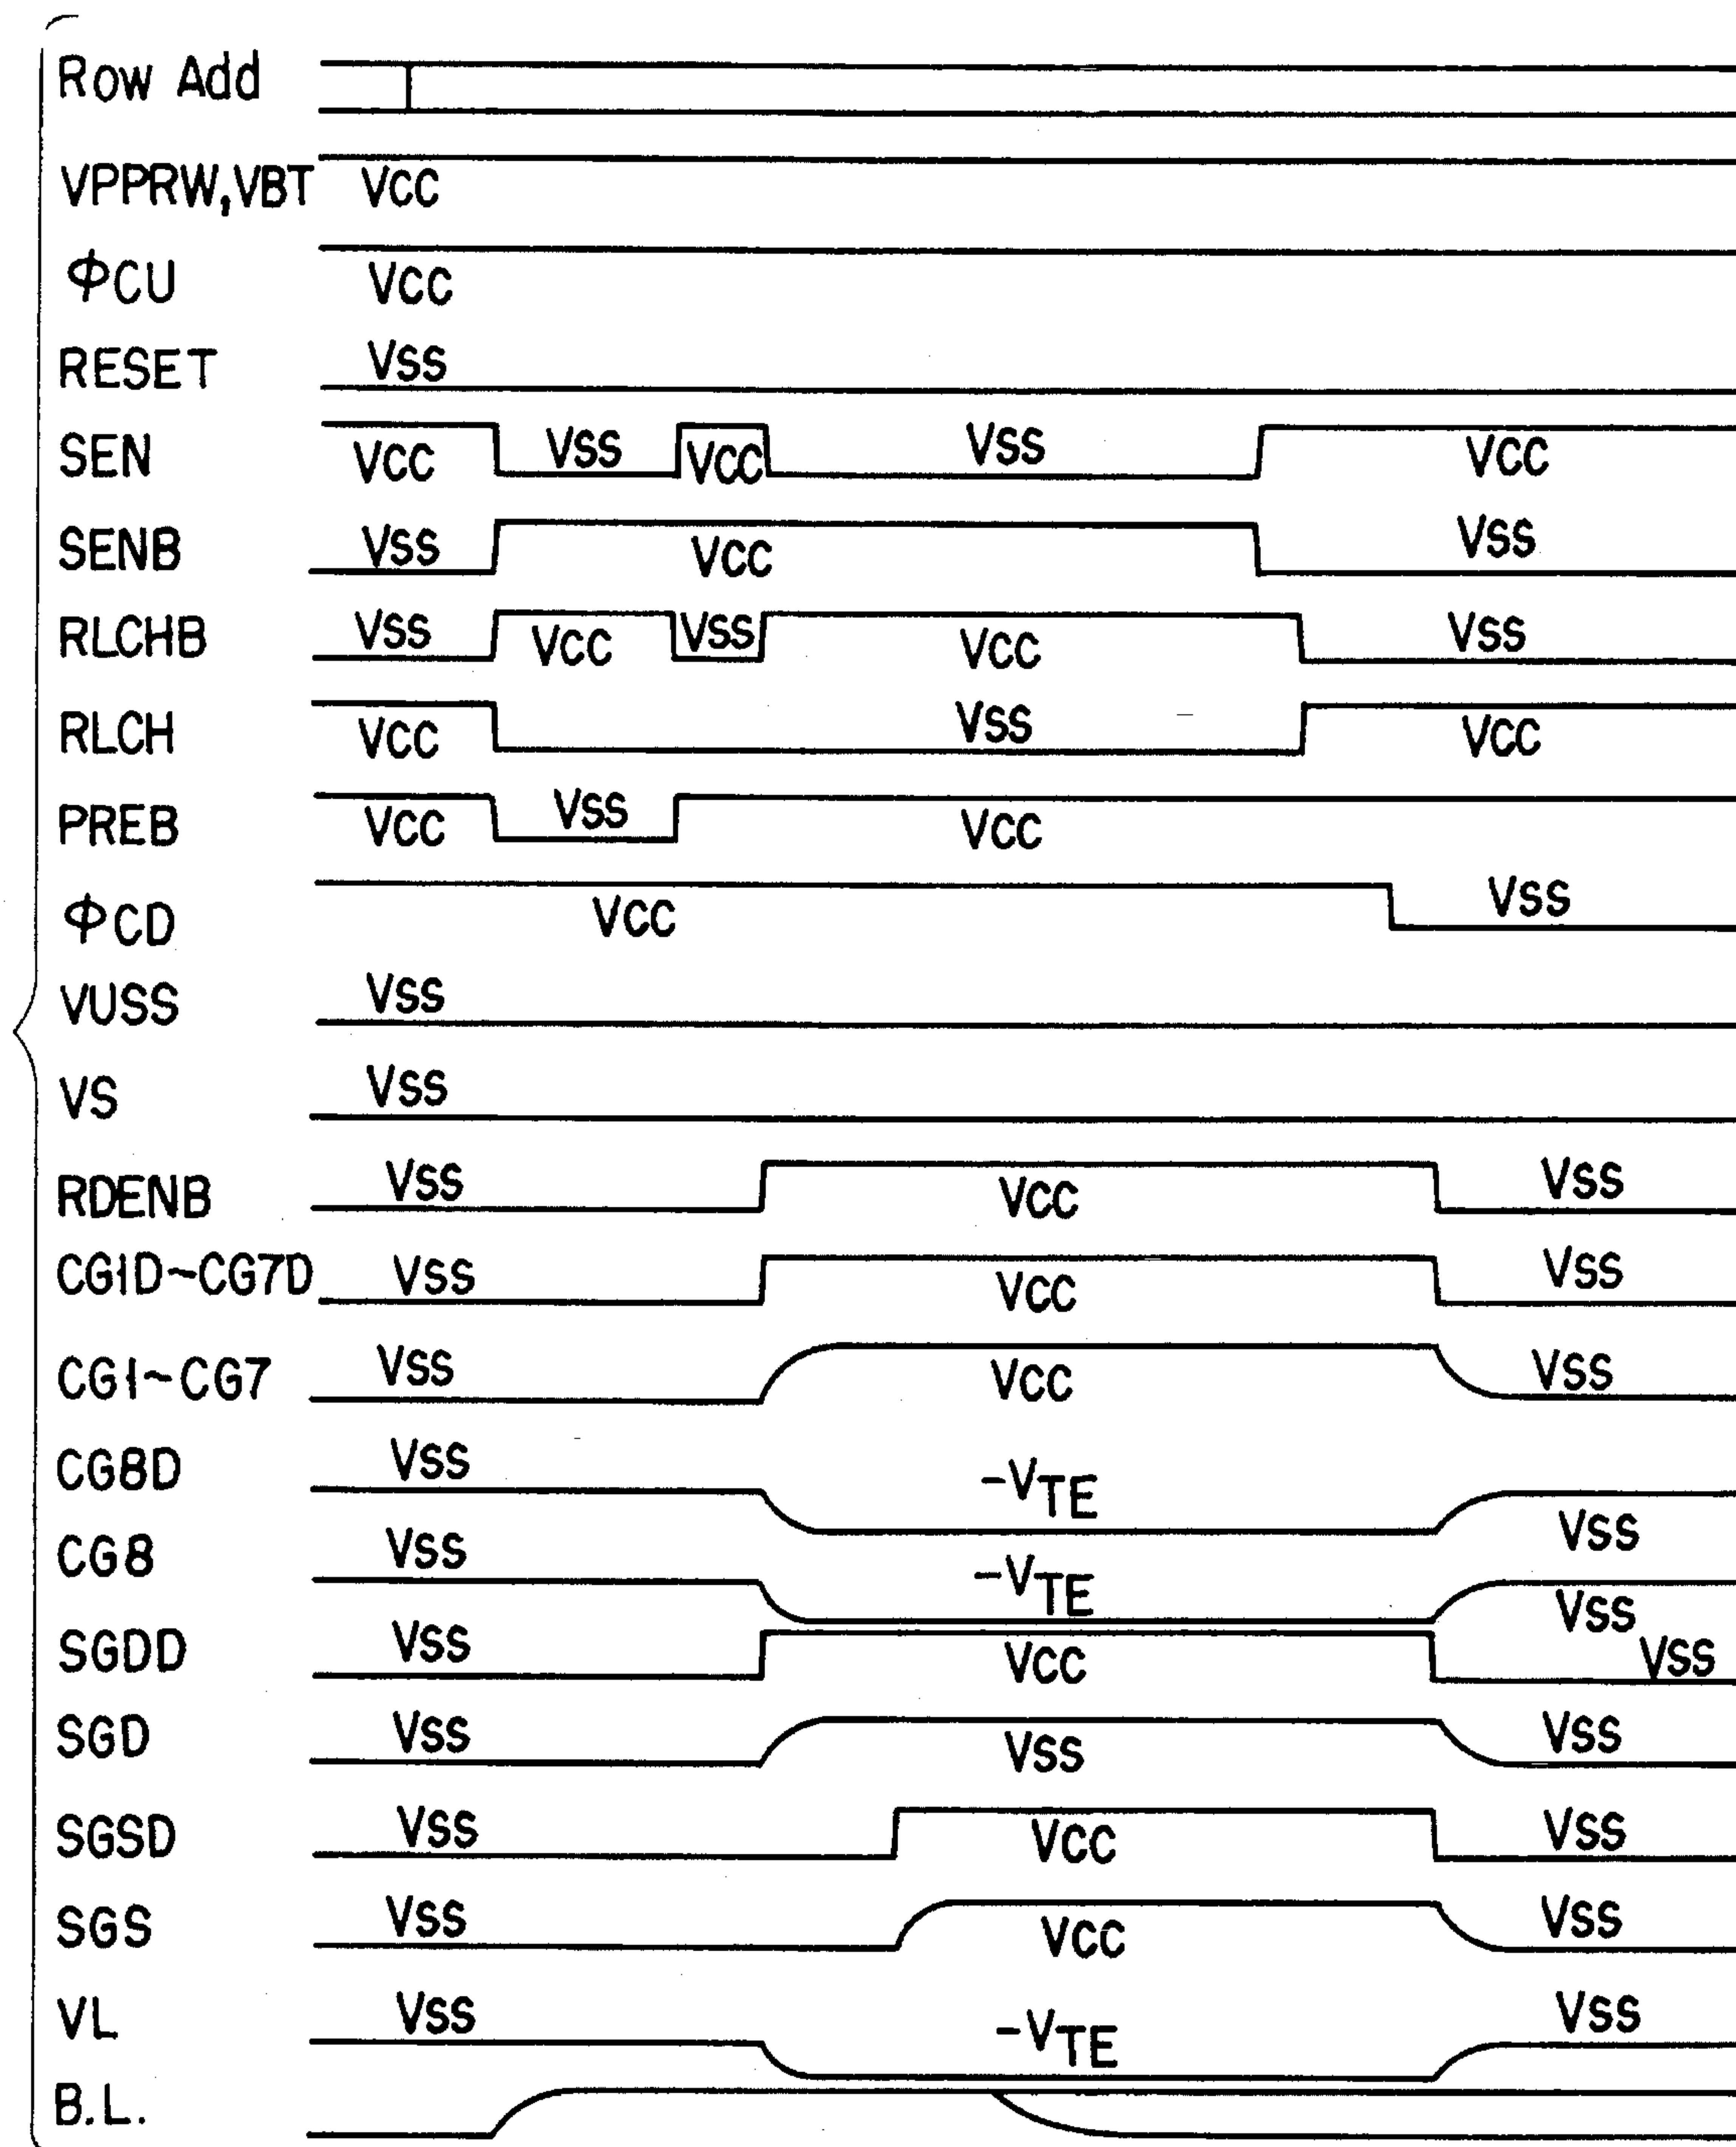 Row Add
VPPRW,VBT VCC
ΦCU VCC
RESET VSS
SEN VCC VSS VCC VSS VCC
SENB VSS VCC VSS
RLCHB VSS VCC VSS VCC VSS
RLCH VCC VSS VCC
PREB VCC VSS VCC
ΦCD VCC VSS
VUSS VSS
VS VSS
RDENB VSS VCC VSS
CG1D~CG7D VSS VCC VSS
CG1~CG7 VSS VCC VSS
CG8D VSS -VTE VSS
CG8 VSS -VTE VSS
SGDD VSS VCC VSS
SGD VSS VSS VSS
SGSD VSS VCC VSS
SGS VSS VCC VSS
VL VSS -VTE VSS
B.L.